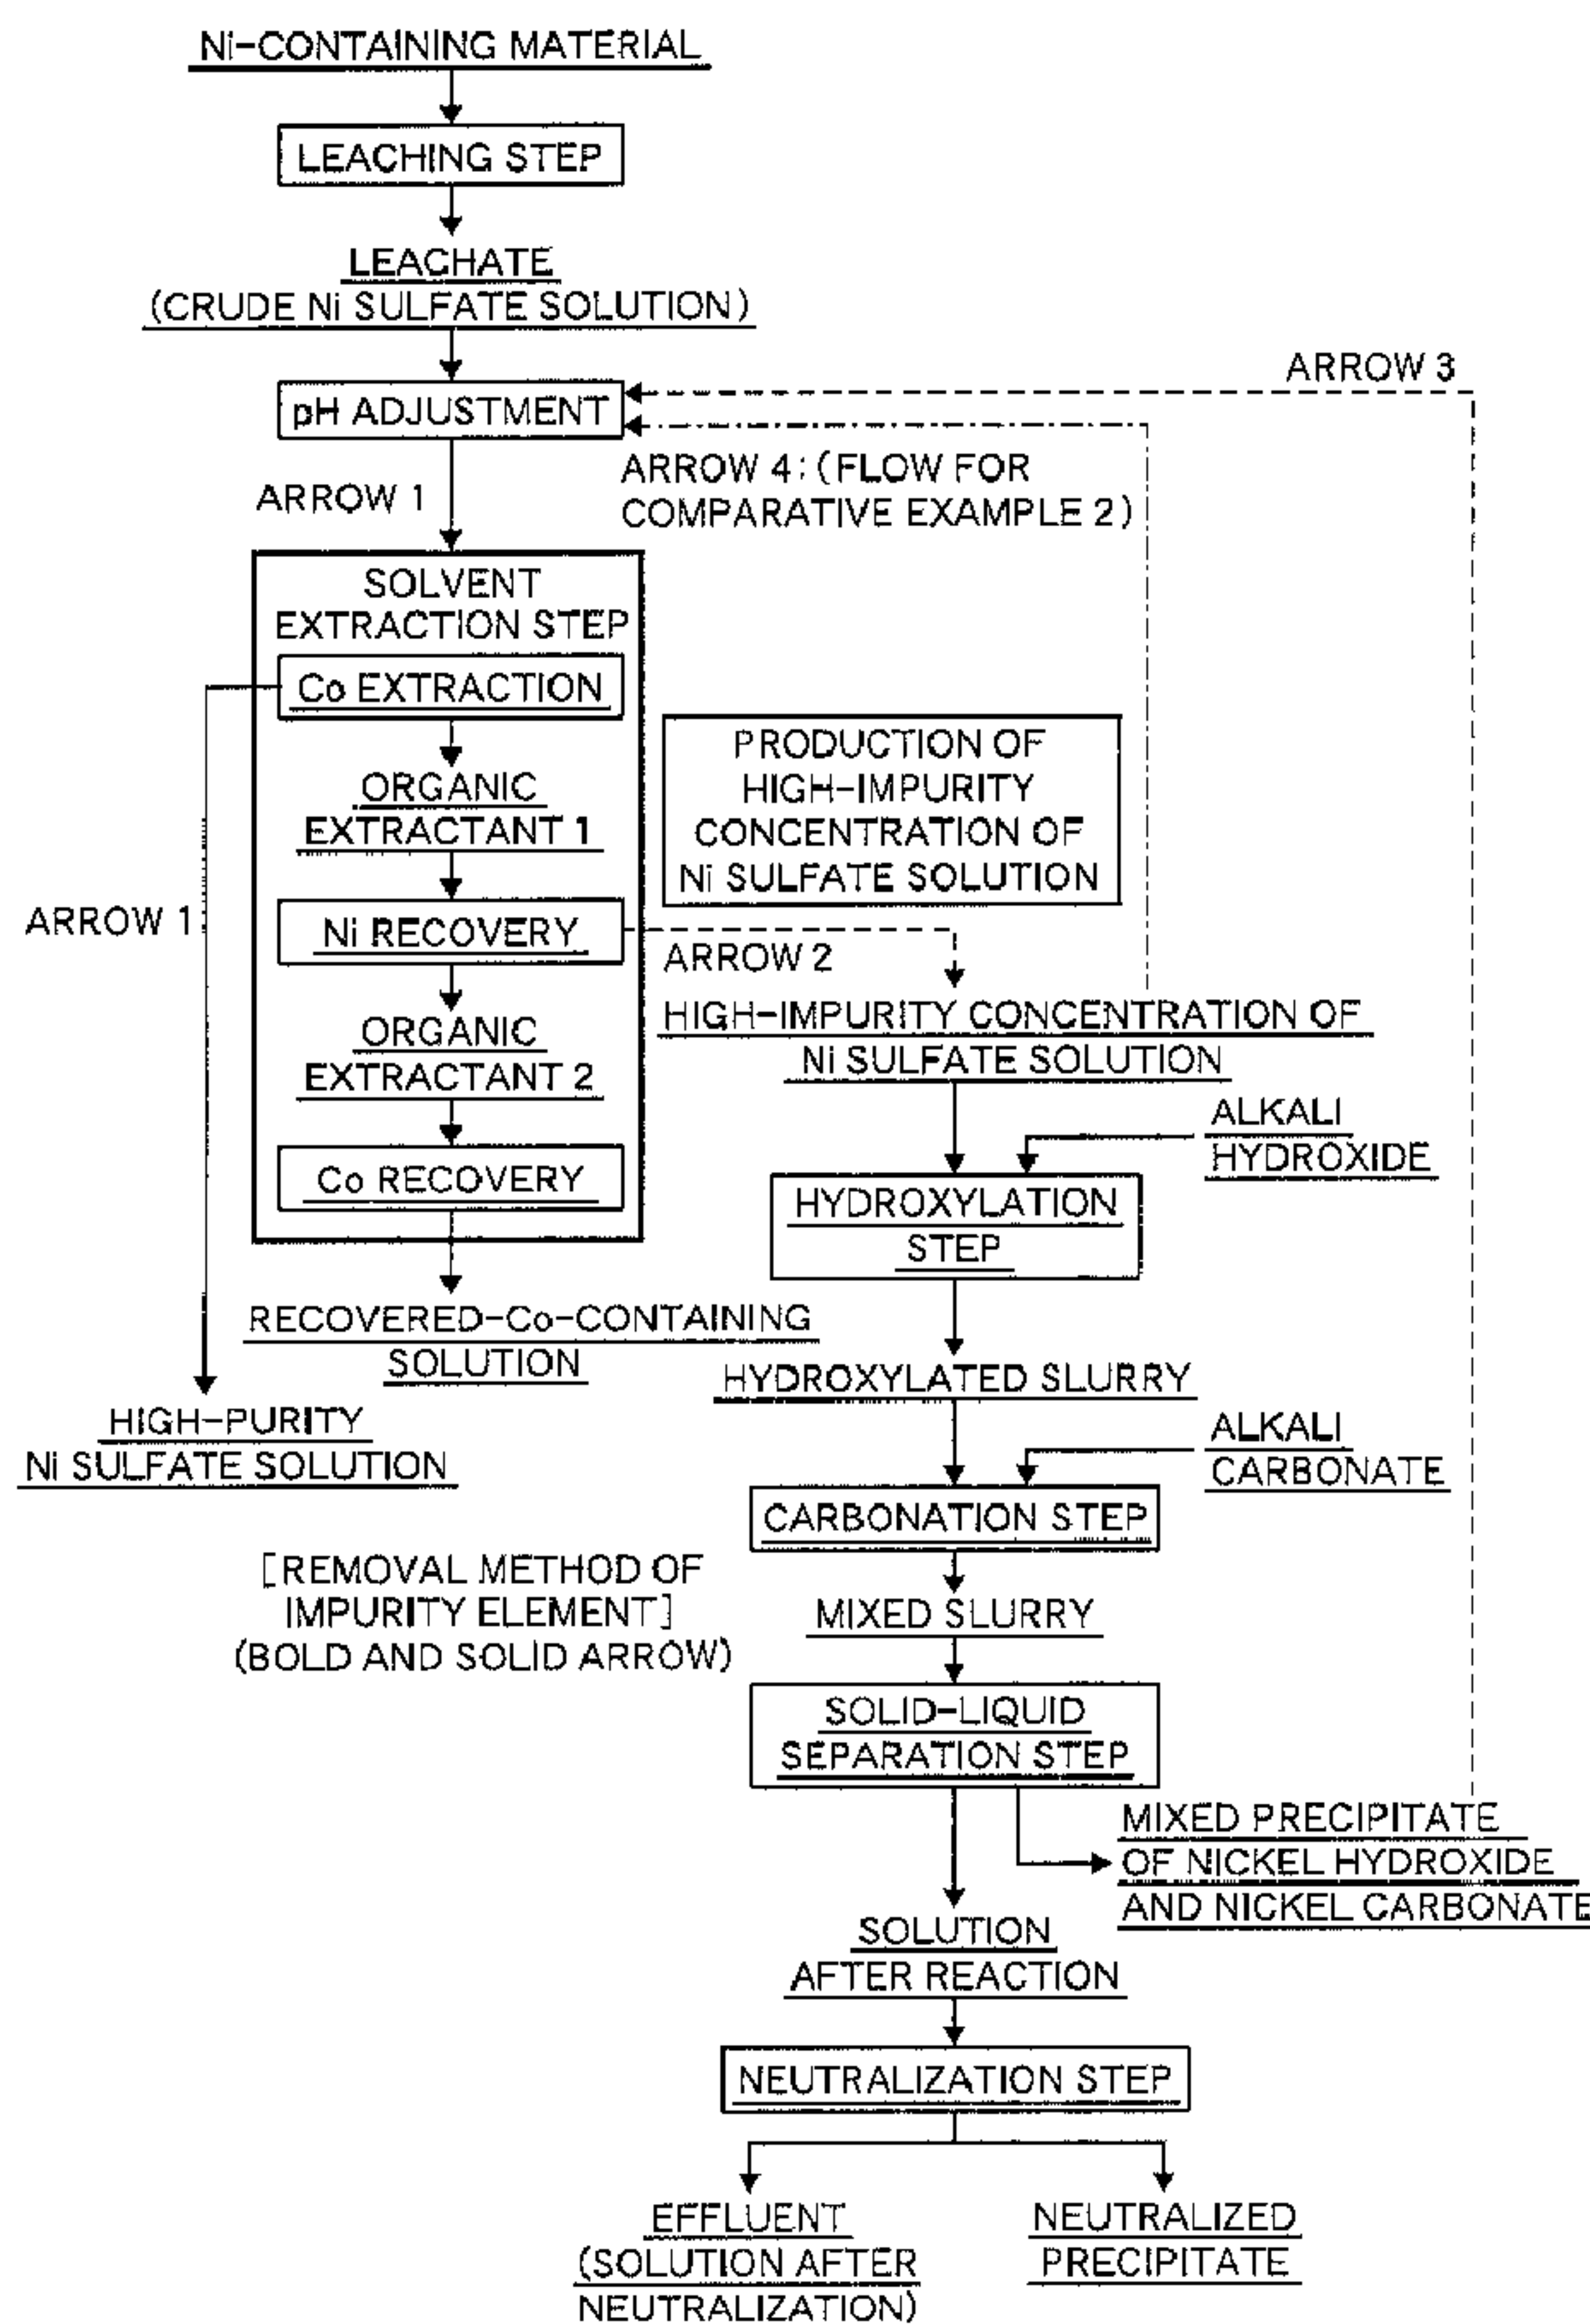 Ni-CONTAINING MATERIAL
LEACHING STEP
LEACHATE
(CRUDE Ni SULFATE SOLUTION)
ARROW 3
pH ADJUSTMENT
ARROW 4:(FLOW FOR
COMPARATIVE EXAMPLE 2)
ARROW 1
SOLVENT
EXTRACTION STEP
Co EXTRACTION
PRODUCTION OF
HIGH-IMPURITY
CONCENTRATION OF
Ni SULFATE SOLUTION
ORGANIC
EXTRACTANT 1
ARROW 1
Ni RECOVERY
ARROW 2
ORGANIC
EXTRACTANT 2
HIGH-IMPURITY CONCENTRATION OF
Ni SULFATE SOLUTION
ALKALI
HYDROXIDE
Co RECOVERY
HYDROXYLATION
STEP
RECOVERED-Co-CONTAINING
SOLUTION
HYDROXYLATED SLURRY
HIGH-PURITY
Ni SULFATE SOLUTION
ALKALI
CARBONATE
CARBONATION STEP
[REMOVAL METHOD OF
IMPURITY ELEMENT]
(BOLD AND SOLID ARROW)
MIXED SLURRY
SOLID-LIQUID
SEPARATION STEP
MIXED PRECIPITATE
OF NICKEL HYDROXIDE
AND NICKEL CARBONATE
SOLUTION
AFTER REACTION
NEUTRALIZATION STEP
EFFLUENT
(SOLUTION AFTER
NEUTRALIZATION)
NEUTRALIZED
PRECIPITATE